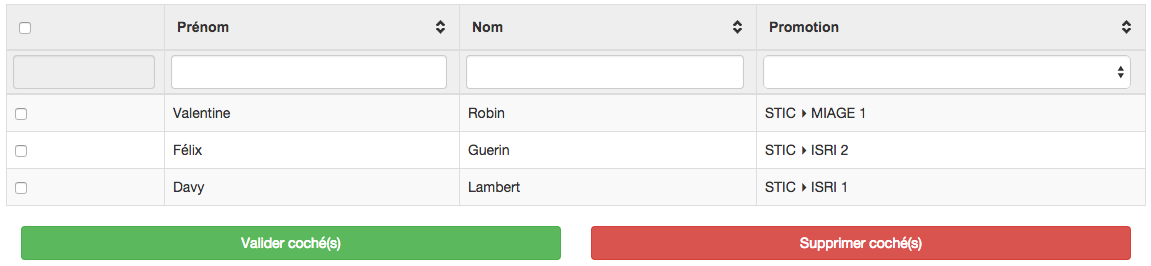 Prénom Nom Promotion
Valentine Robin STIC ▸ MIAGE 1
Félix Guerin STIC ▸ ISRI 2
Davy Lambert STIC ▸ ISRI 1
Valider coché(s) Supprimer coché(s)